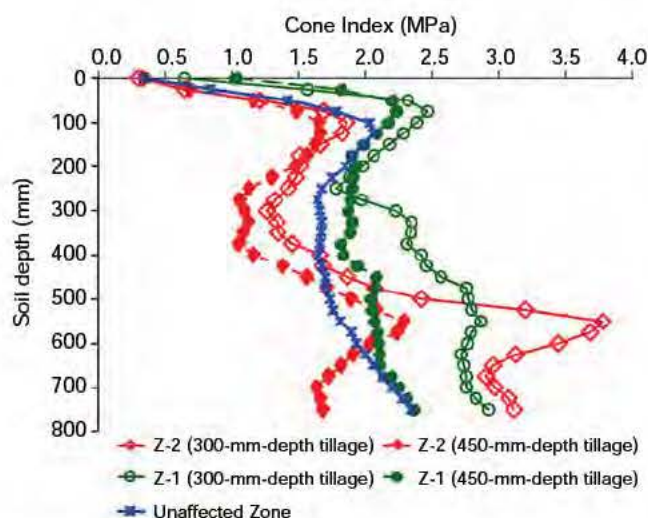 Cone Index (MPa)
0.0 0.5 1.0 1.5 2.0 2.5 3.0 3.5 4.0
0
100
200
300
400
500
600
700
800
Soil depth (mm)
Z-2 (300-mm-depth tillage) Z-2 (450-mm-depth tillage)
Z-1 (300-mm-depth tillage) Z-1 (450-mm-depth tillage)
Unaffected Zone